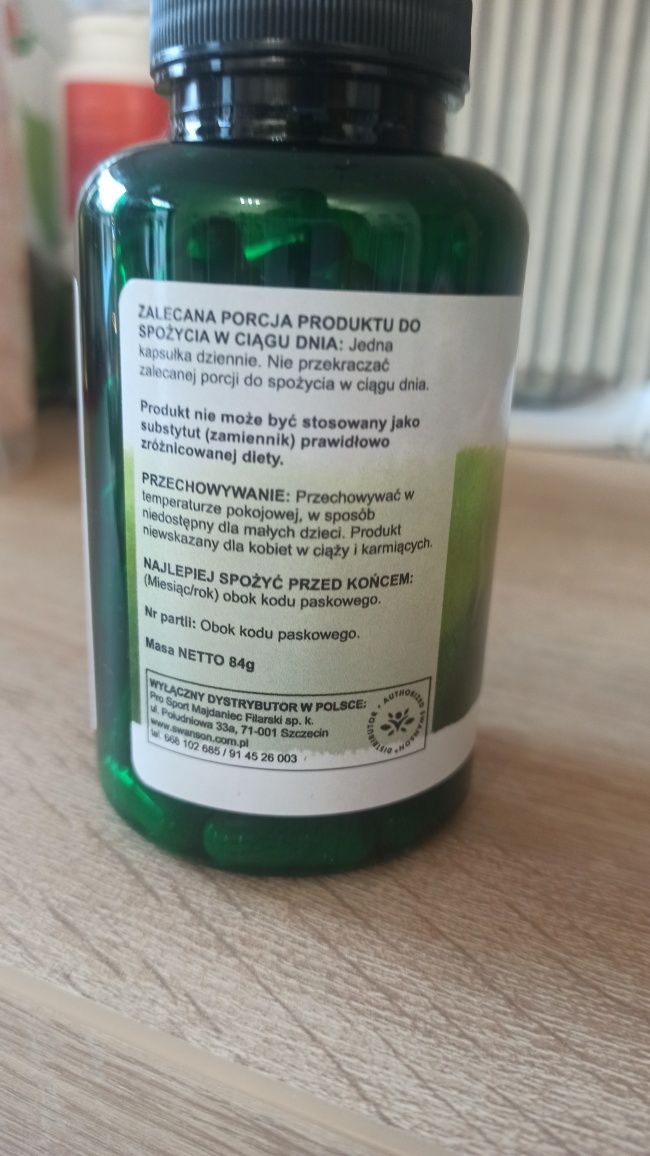 ZALECANA PORCJA PRODUKTU DO
SPOŻYCIA W CIĄGU DNIA: Jedna
kapsułka dziennie. Nie przekraczać
zalecanej porcji do spożycia w ciągu dnia.
Produkt nie może być stosowany jako
substytut (zamiennik) prawidłowo
zróżnicowanej diety.
PRZECHOWYWANIE: Przechowywać w
temperaturze pokojowej, w sposób
niedostępny dla małych dzieci. Produkt
niewskazany dla kobiet w ciąży i karmiących.
NAJLEPIEJ SPOŻYĆ PRZED KOŃCEM:
(Miesiąc/rok) obok kodu paskowego.
Nr partii: Obok kodu paskowego.
Masa NETTO 84g
WYŁĄCZNY DYSTRYBUTOR W POLSCE:
Pro Sport Majdaniec Filarski sp. k.
ul. Południowa 33a, 71-001 Szczecin
www.swanson.com.pl
tel. 668 102 685 / 91 45 26 003
AUTHORIZED SWANSON DISTRIBUTOR